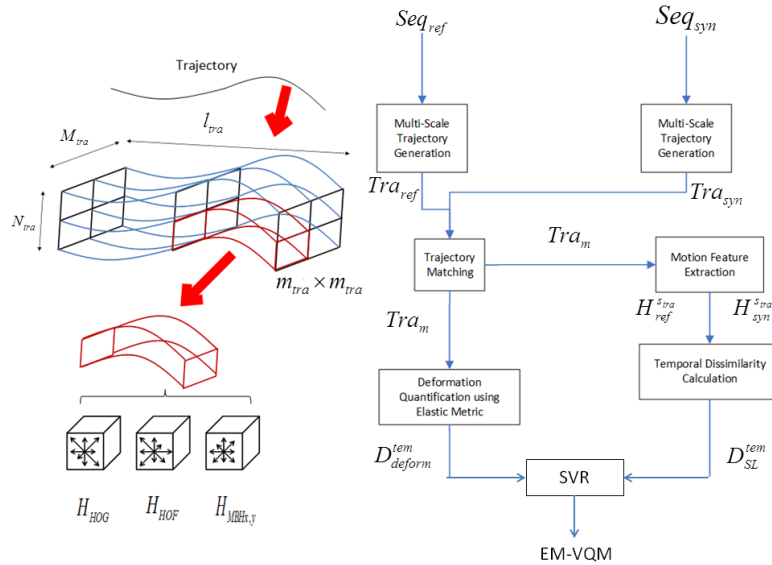 Trajectory
M_tra
l_tra
N_tra
m_tra × m_tra
H_HOG
H_HOF
H_MBHx,y
Seq_ref
Seq_syn
Multi-Scale
Trajectory
Generation
Multi-Scale
Trajectory
Generation
Tra_ref
Tra_syn
Trajectory
Matching
Tra_m
Motion Feature
Extraction
Tra_m
H_ref^s_tra
H_syn^s_tra
Deformation
Quantification using
Elastic Metric
Temporal Dissimilarity
Calculation
D_deform^tem
D_SL^tem
SVR
EM-VQM